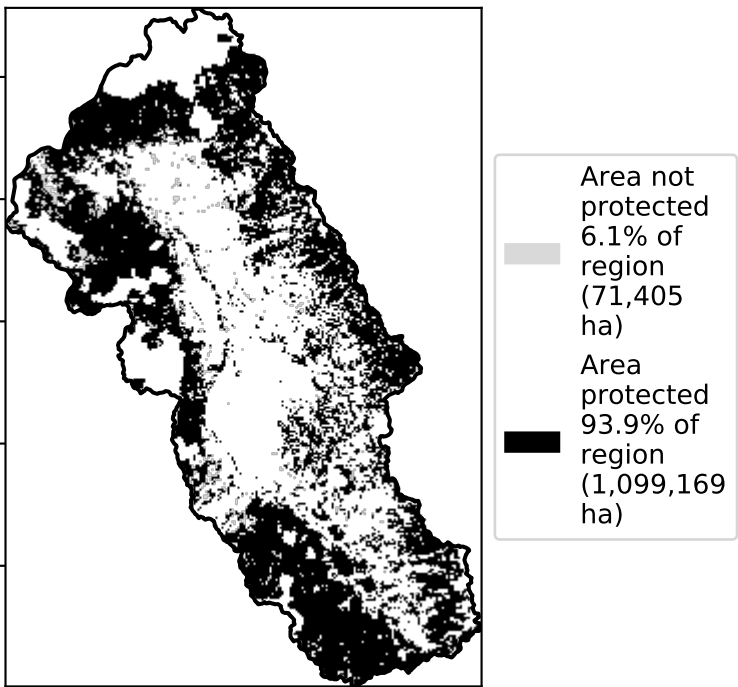 Area not
protected
6.1% of
region
(71,405
ha)
Area
protected
93.9% of
region
(1,099,169
ha)